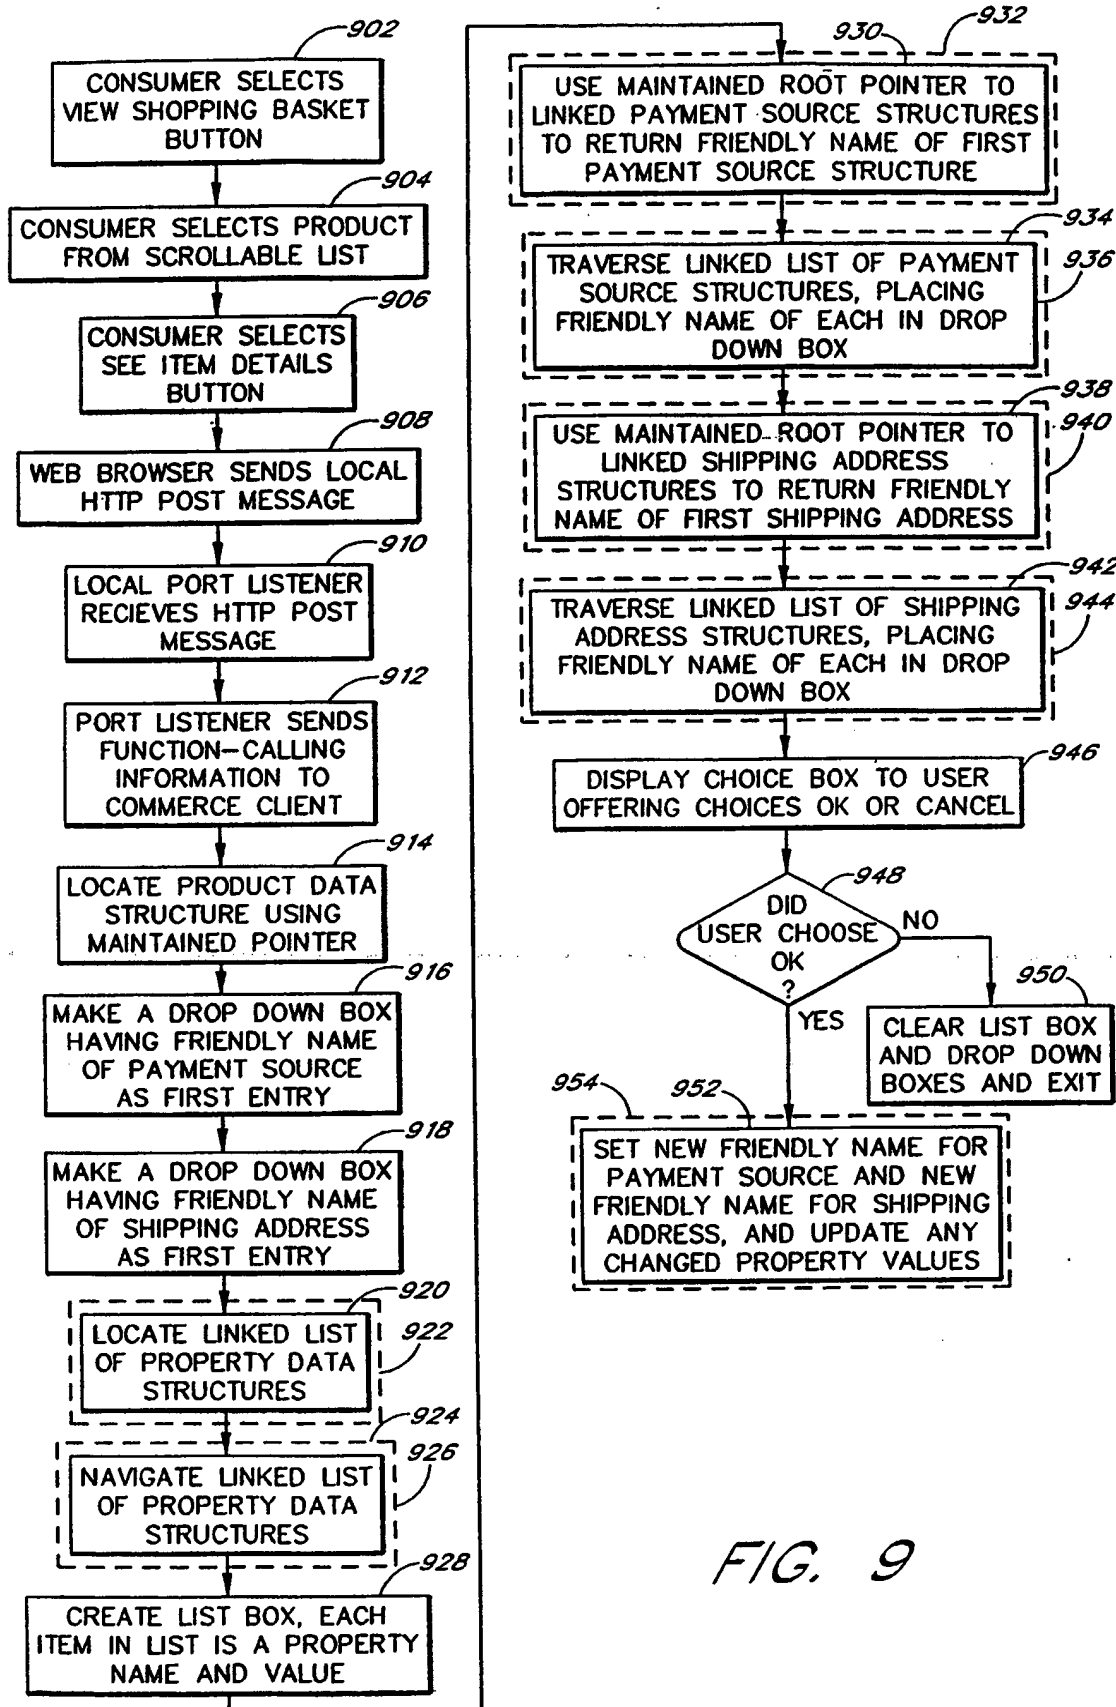 902
CONSUMER SELECTS
VIEW SHOPPING BASKET
BUTTON
904
CONSUMER SELECTS PRODUCT
FROM SCROLLABLE LIST
906
CONSUMER SELECTS
SEE ITEM DETAILS
BUTTON
908
WEB BROWSER SENDS LOCAL
HTTP POST MESSAGE
910
LOCAL PORT LISTENER
RECIEVES HTTP POST
MESSAGE
912
PORT LISTENER SENDS
FUNCTION-CALLING
INFORMATION TO
COMMERCE CLIENT
914
LOCATE PRODUCT DATA
STRUCTURE USING
MAINTAINED POINTER
916
MAKE A DROP DOWN BOX
HAVING FRIENDLY NAME
OF PAYMENT SOURCE
AS FIRST ENTRY
918
MAKE A DROP DOWN BOX
HAVING FRIENDLY NAME
OF SHIPPING ADDRESS
AS FIRST ENTRY
920
922
LOCATE LINKED LIST
OF PROPERTY DATA
STRUCTURES
924
926
NAVIGATE LINKED LIST
OF PROPERTY DATA
STRUCTURES
928
CREATE LIST BOX, EACH
ITEM IN LIST IS A PROPERTY
NAME AND VALUE
930
932
USE MAINTAINED ROOT POINTER TO
LINKED PAYMENT SOURCE STRUCTURES
TO RETURN FRIENDLY NAME OF FIRST
PAYMENT SOURCE STRUCTURE
934
936
TRAVERSE LINKED LIST OF PAYMENT
SOURCE STRUCTURES, PLACING
FRIENDLY NAME OF EACH IN DROP
DOWN BOX
938
940
USE MAINTAINED ROOT POINTER TO
LINKED SHIPPING ADDRESS
STRUCTURES TO RETURN FRIENDLY
NAME OF FIRST SHIPPING ADDRESS
942
944
TRAVERSE LINKED LIST OF SHIPPING
ADDRESS STRUCTURES, PLACING
FRIENDLY NAME OF EACH IN DROP
DOWN BOX
946
DISPLAY CHOICE BOX TO USER
OFFERING CHOICES OK OR CANCEL
948
DID
USER CHOOSE
OK
?
NO
YES
950
CLEAR LIST BOX
AND DROP DOWN
BOXES AND EXIT
954
952
SET NEW FRIENDLY NAME FOR
PAYMENT SOURCE AND NEW
FRIENDLY NAME FOR SHIPPING
ADDRESS, AND UPDATE ANY
CHANGED PROPERTY VALUES
FIG. 9